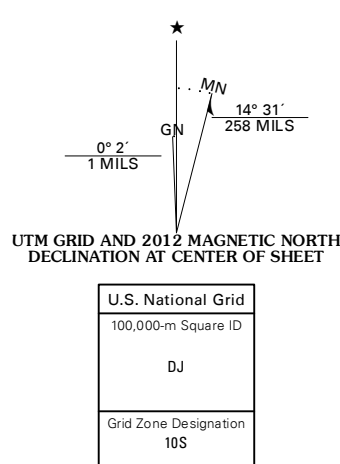 ★
MN
14° 31´
258 MILS
GN
0° 2´
1 MILS
UTM GRID AND 2012 MAGNETIC NORTH
DECLINATION AT CENTER OF SHEET
U.S. National Grid
100,000-m Square ID
DJ
Grid Zone Designation
10S